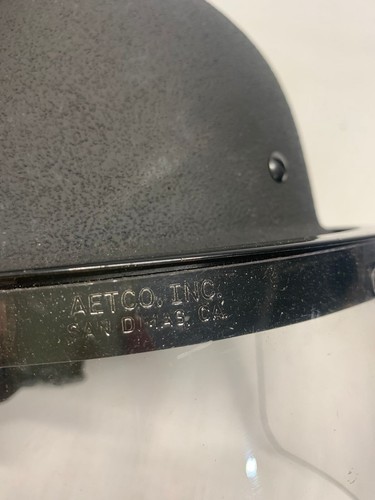 AETCO. INC.
SAN DIMAS, CA.